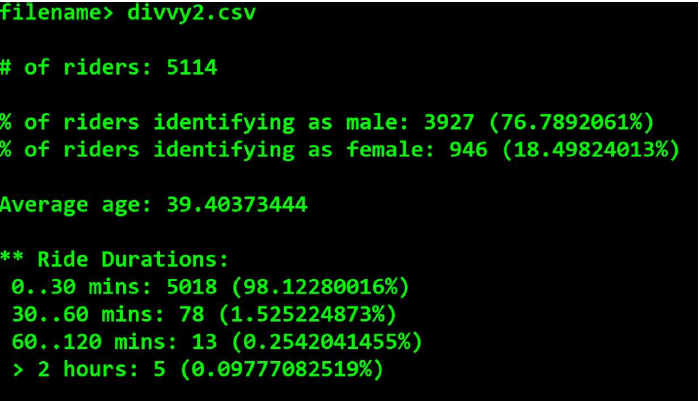 filename> divvy2.csv
# of riders: 5114
% of riders identifying as male: 3927 (76.7892061%)
% of riders identifying as female: 946 (18.49824013%)
Average age: 39.40373444
** Ride Durations:
0..30 mins: 5018 (98.12280016%)
30..60 mins: 78 (1.525224873%)
60..120 mins: 13 (0.2542041455%)
> 2 hours: 5 (0.09777082519%)